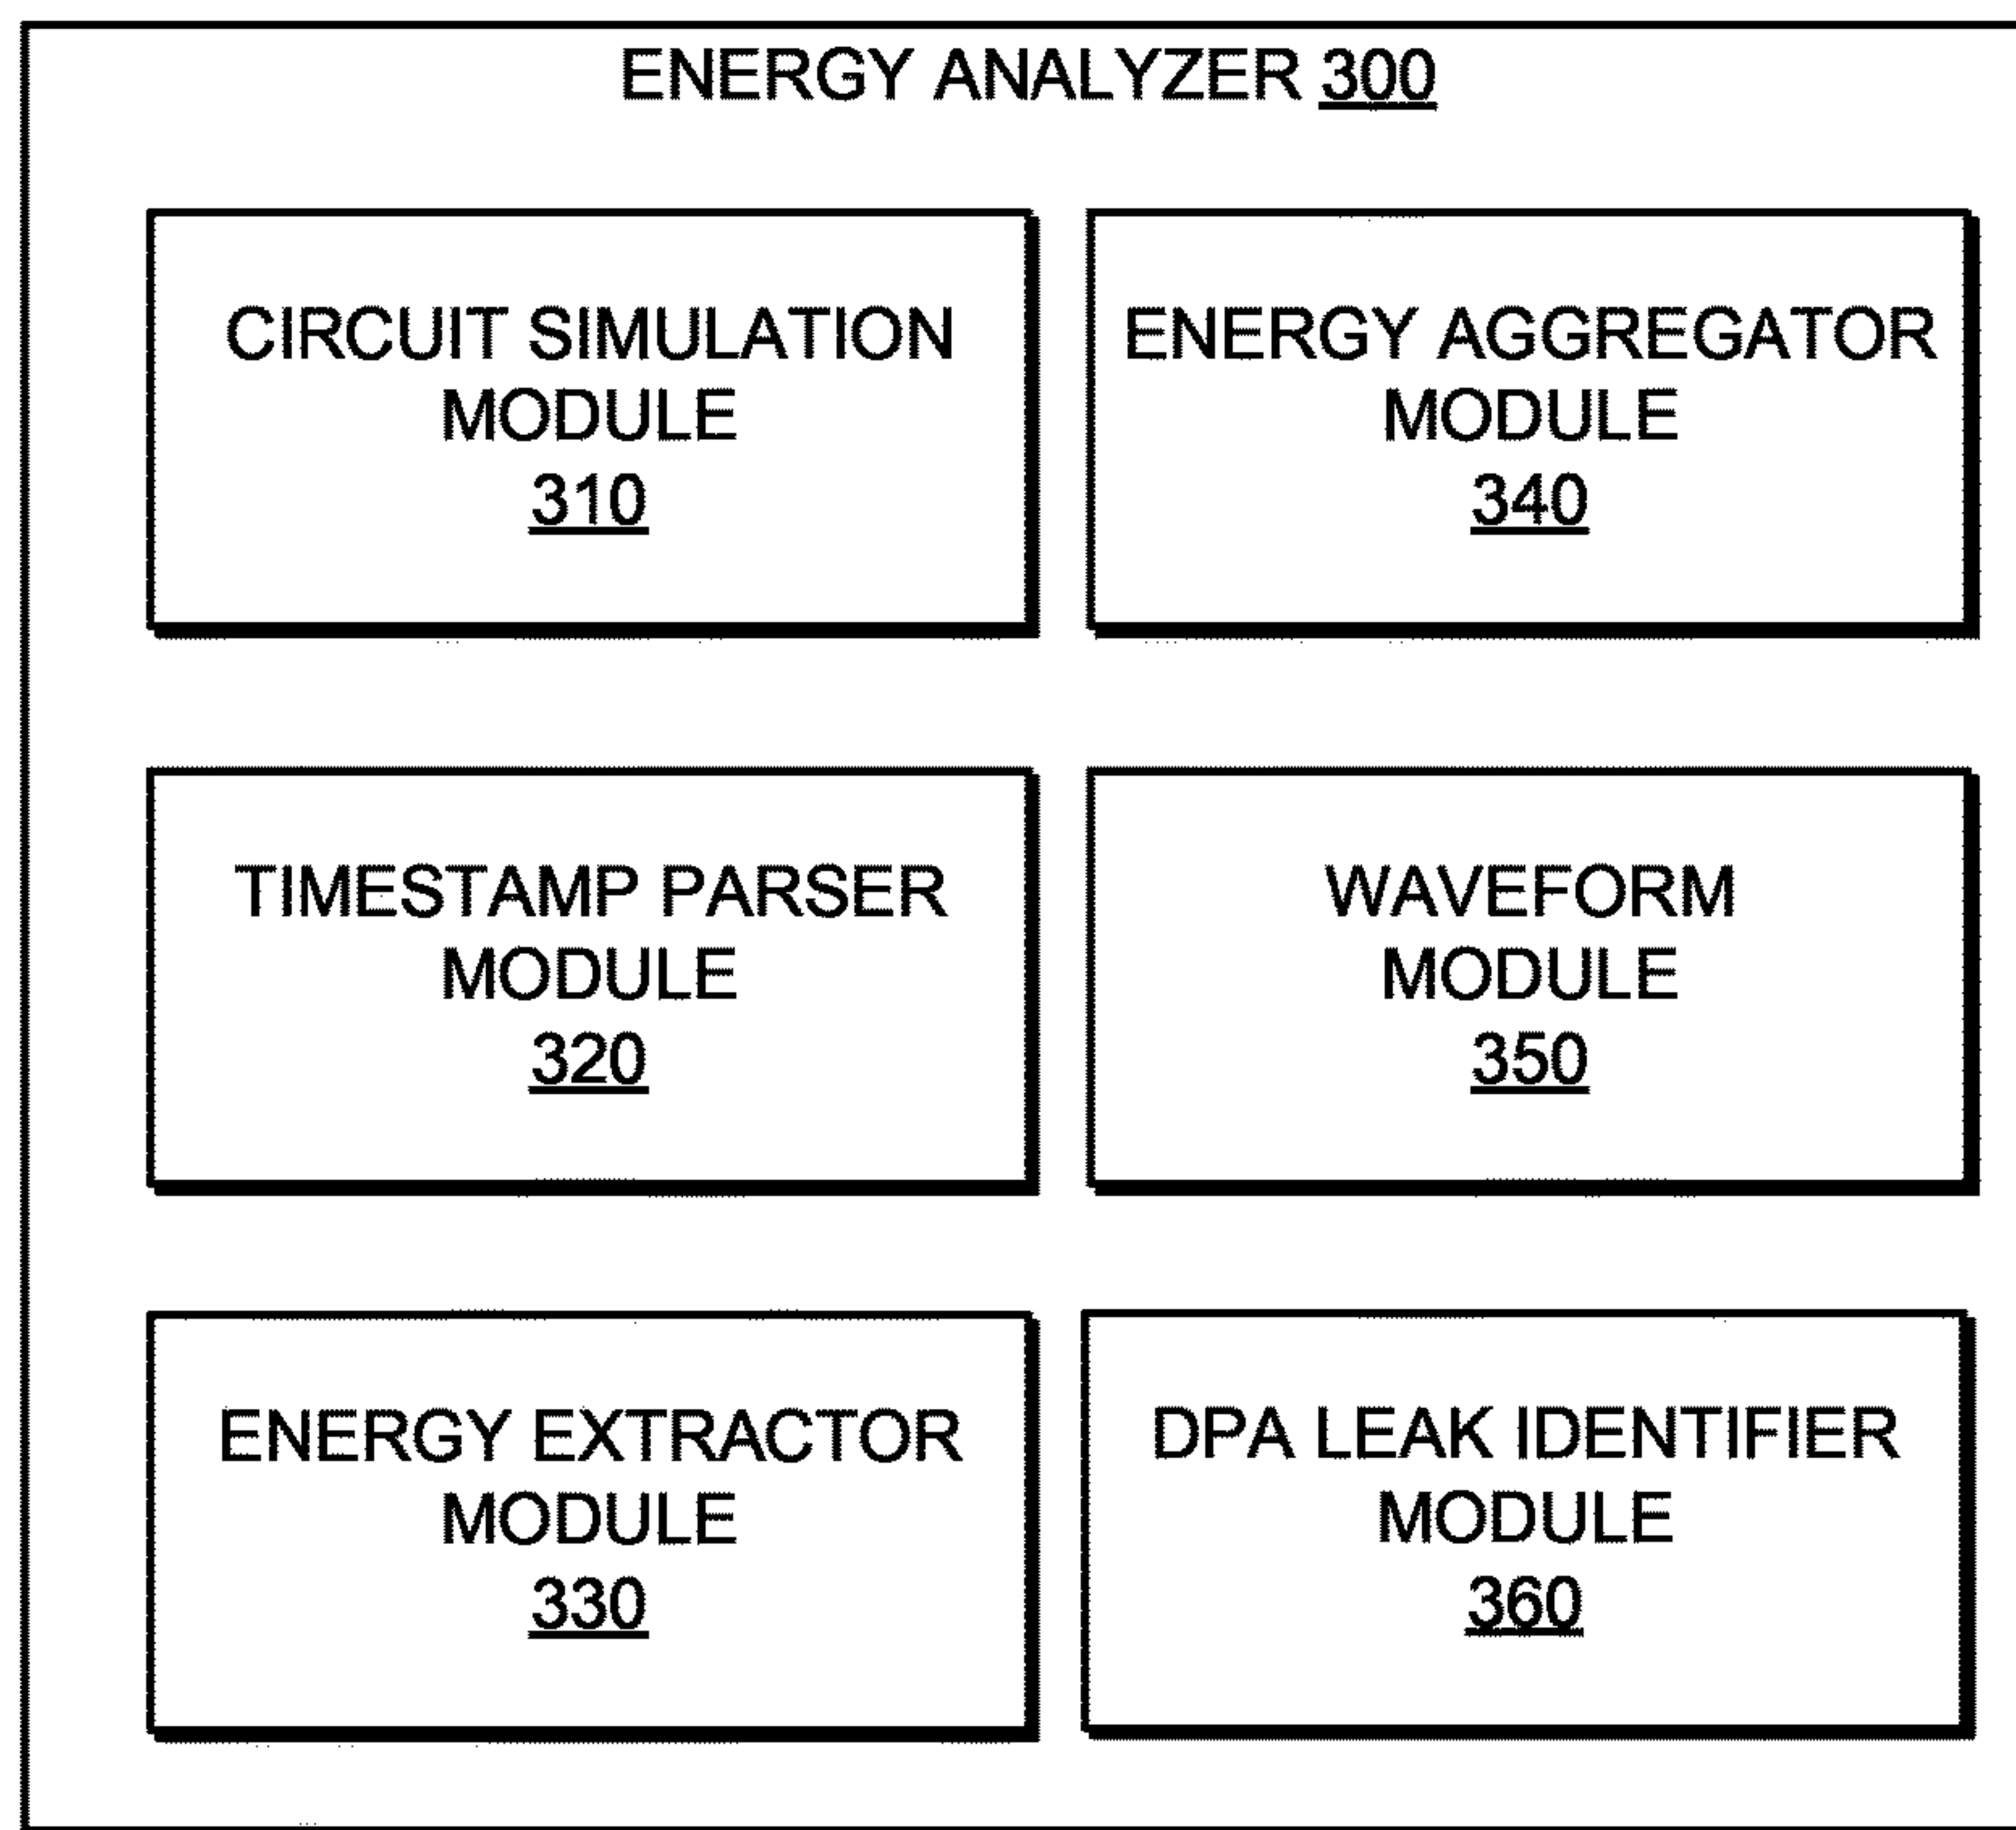 ENERGY ANALYZER 300
CIRCUIT SIMULATION
MODULE
310
ENERGY AGGREGATOR
MODULE
340
TIMESTAMP PARSER
MODULE
320
WAVEFORM
MODULE
350
ENERGY EXTRACTOR
MODULE
330
DPA LEAK IDENTIFIER
MODULE
360